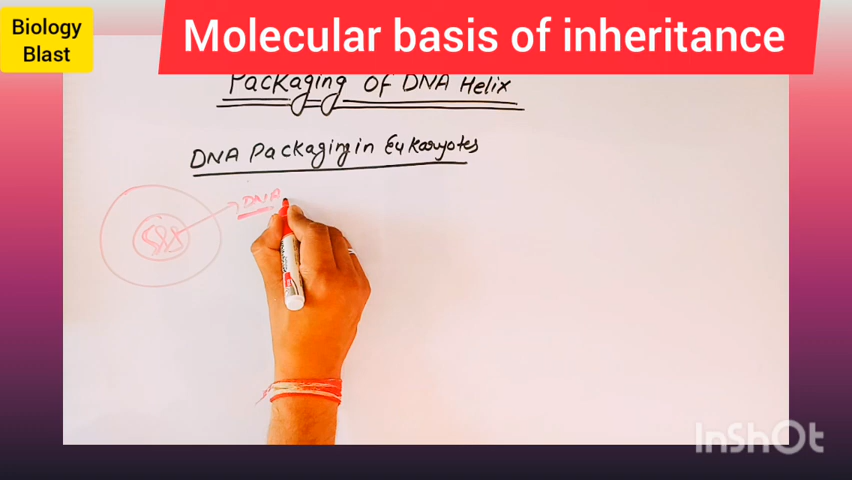 Biology
Blast
Molecular basis of inheritance
Packaging of DNA Helix
DNA Packaging in Eukaryotes
DNA
InShOt